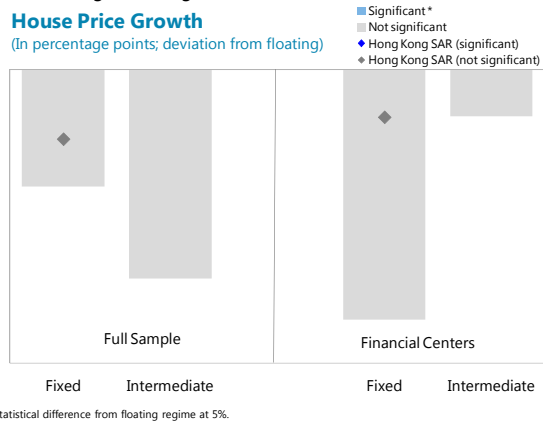 House Price Growth
(In percentage points; deviation from floating)
Significant *
Not significant
Hong Kong SAR (significant)
Hong Kong SAR (not significant)
Full Sample
Financial Centers
Fixed
Intermediate
Fixed
Intermediate
tatistical difference from floating regime at 5%.